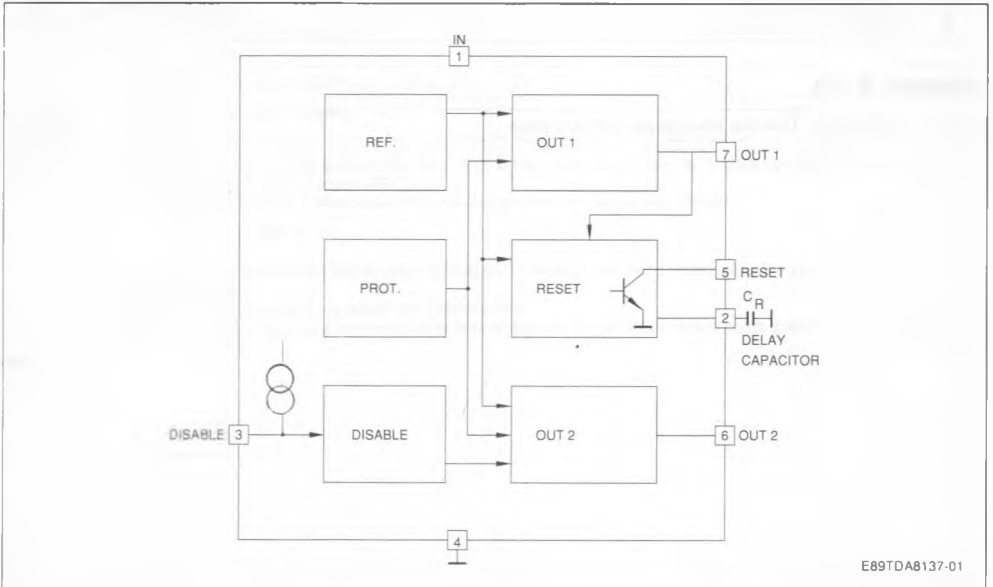 IN
1
REF.
OUT 1
7 OUT 1
PROT.
RESET
5 RESET
C R
2
DELAY
CAPACITOR
DISABLE 3
DISABLE
OUT 2
6 OUT 2
4
E89TDA8137-01